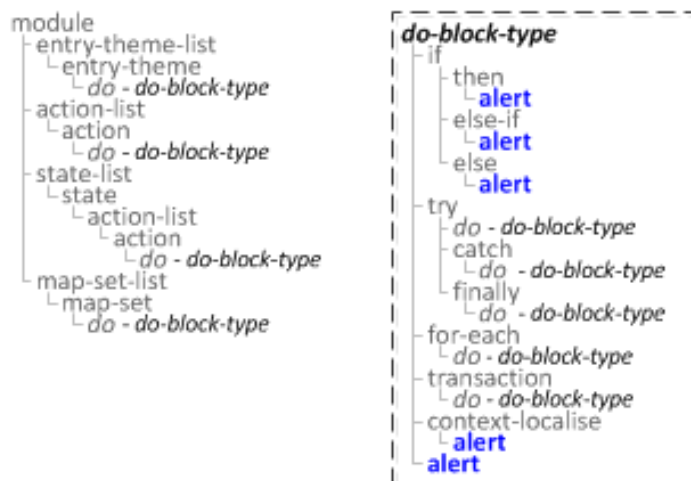 module
entry-theme-list
entry-theme
do - do-block-type
action-list
action
do - do-block-type
state-list
state
action-list
action
do - do-block-type
map-set-list
map-set
do - do-block-type
do-block-type
if
then
alert
else-if
alert
else
alert
try
do - do-block-type
catch
do - do-block-type
finally
do - do-block-type
for-each
do - do-block-type
transaction
do - do-block-type
context-localise
alert
alert